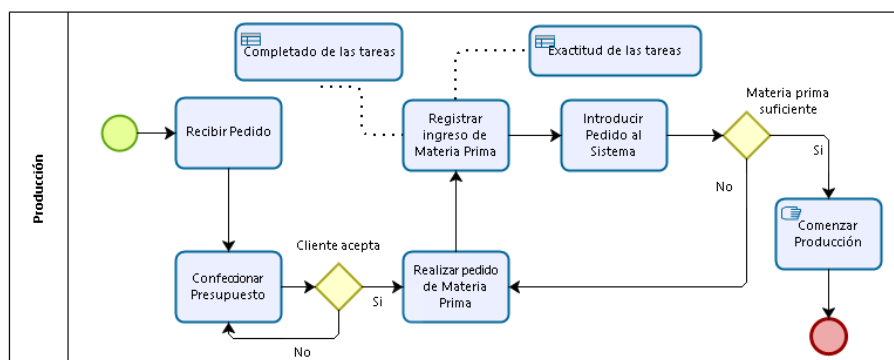 Producción
Completado de las tareas
Exactitud de las tareas
Recibir Pedido
Registrar
ingreso de
Materia Prima
Introducir
Pedido al
Sistema
Materia prima
suficiente
Si
No
Comenzar
Producción
Confeccionar
Presupuesto
Cliente acepta
Si
No
Realizar pedido
de Materia
Prima